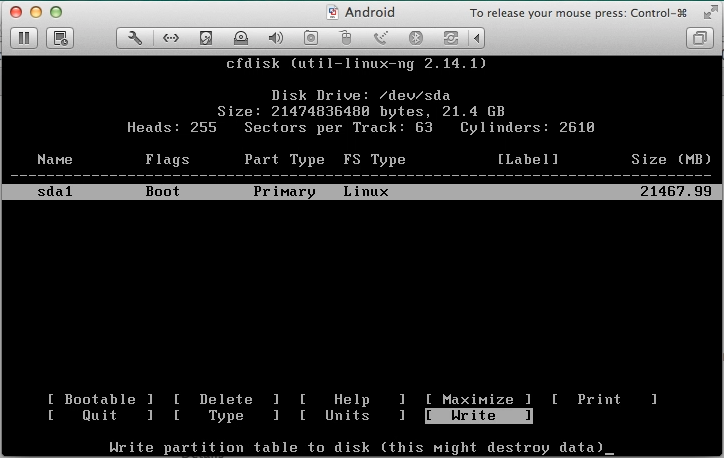 Android
To release your mouse press: Control-⌘
cfdisk (util-linux-ng 2.14.1)
Disk Drive: /dev/sda
Size: 21474836480 bytes, 21.4 GB
Heads: 255   Sectors per Track: 63   Cylinders: 2610
Name   Flags   Part Type   FS Type   [Label]   Size (MB)
sda1   Boot   Primary   Linux   21467.99
[ Bootable ]   [ Delete ]   [ Help ]   [ Maximize ]   [ Print ]
[ Quit ]   [ Type ]   [ Units ]   [ Write ]
Write partition table to disk (this might destroy data)_